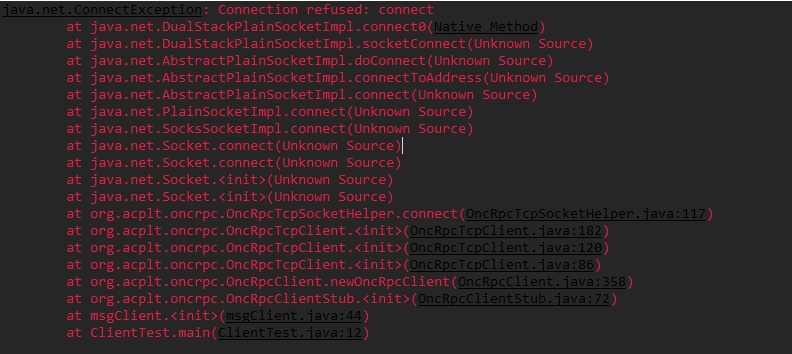 java.net.ConnectException: Connection refused: connect
at java.net.DualStackPlainSocketImpl.connect0(Native Method)
at java.net.DualStackPlainSocketImpl.socketConnect(Unknown Source)
at java.net.AbstractPlainSocketImpl.doConnect(Unknown Source)
at java.net.AbstractPlainSocketImpl.connectToAddress(Unknown Source)
at java.net.AbstractPlainSocketImpl.connect(Unknown Source)
at java.net.PlainSocketImpl.connect(Unknown Source)
at java.net.SocksSocketImpl.connect(Unknown Source)
at java.net.Socket.connect(Unknown Source)
at java.net.Socket.connect(Unknown Source)
at java.net.Socket.<init>(Unknown Source)
at java.net.Socket.<init>(Unknown Source)
at org.acplt.oncrpc.OncRpcTcpSocketHelper.connect(OncRpcTcpSocketHelper.java:117)
at org.acplt.oncrpc.OncRpcTcpClient.<init>(OncRpcTcpClient.java:182)
at org.acplt.oncrpc.OncRpcTcpClient.<init>(OncRpcTcpClient.java:120)
at org.acplt.oncrpc.OncRpcTcpClient.<init>(OncRpcTcpClient.java:86)
at org.acplt.oncrpc.OncRpcClient.newOncRpcClient(OncRpcClient.java:358)
at org.acplt.oncrpc.OncRpcClientStub.<init>(OncRpcClientStub.java:72)
at msgClient.<init>(msgClient.java:44)
at ClientTest.main(ClientTest.java:12)